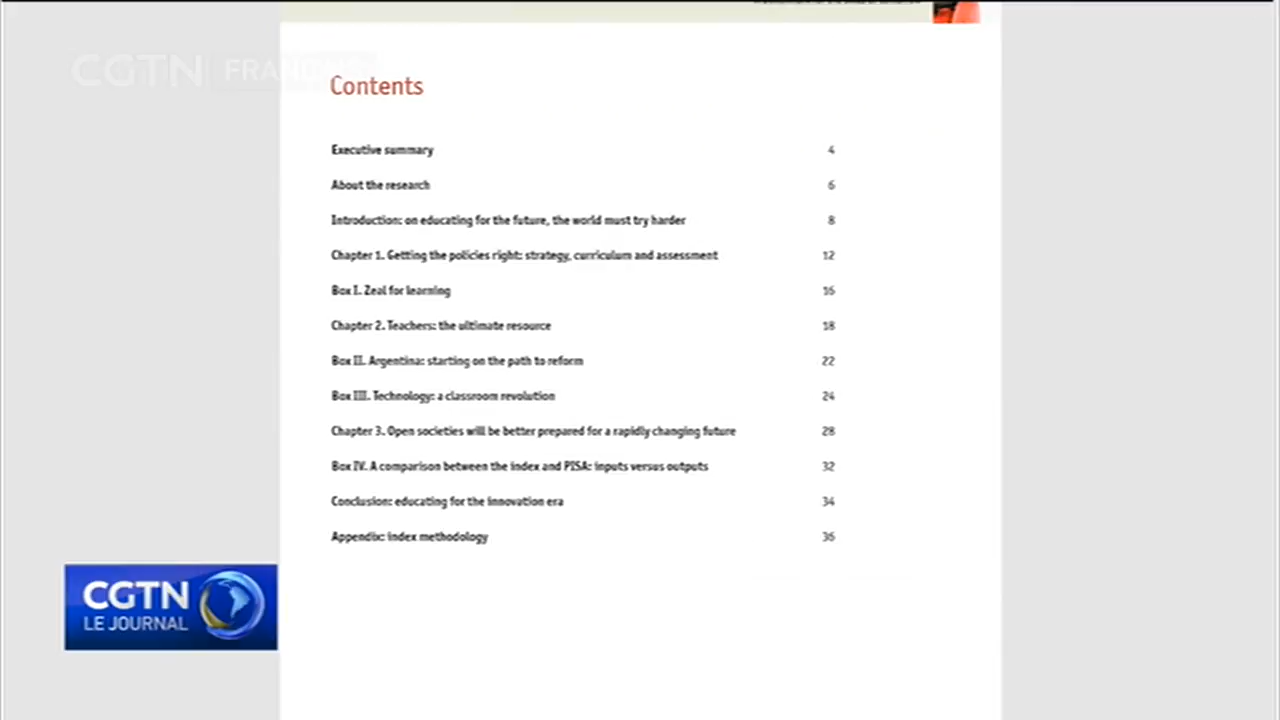 CGTN FRANÇAIS
Contents
Executive summary 4
About the research 6
Introduction: on educating for the future, the world must try harder 8
Chapter 1. Getting the policies right: strategy, curriculum and assessment 12
Box I. Zeal for learning 16
Chapter 2. Teachers: the ultimate resource 18
Box II. Argentina: starting on the path to reform 22
Box III. Technology: a classroom revolution 24
Chapter 3. Open societies will be better prepared for a rapidly changing future 28
Box IV. A comparison between the index and PISA: inputs versus outputs 32
Conclusion: educating for the innovation era 34
Appendix: index methodology 36
CGTN
LE JOURNAL